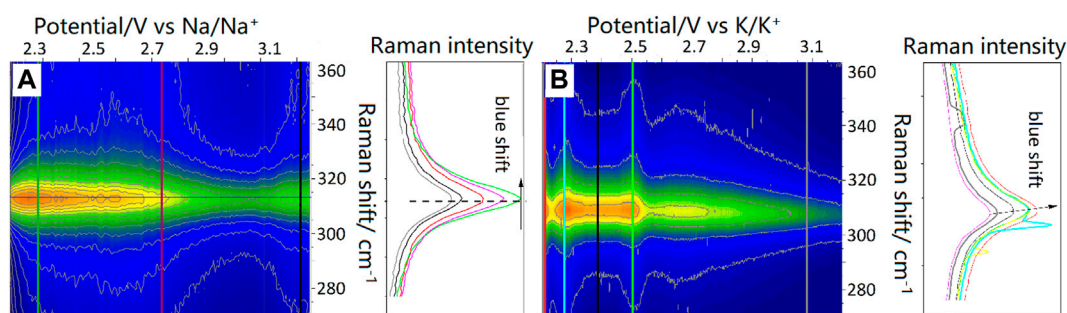 Potential/V vs Na/Na⁺
2.3 2.5 2.7 2.9 3.1
A
360
340
320
300
280
Raman shift/ cm⁻¹
Raman intensity
blue shift
Potential/V vs K/K⁺
2.3 2.5 2.7 2.9 3.1
B
360
340
320
300
280
Raman shift/ cm⁻¹
Raman intensity
blue shift